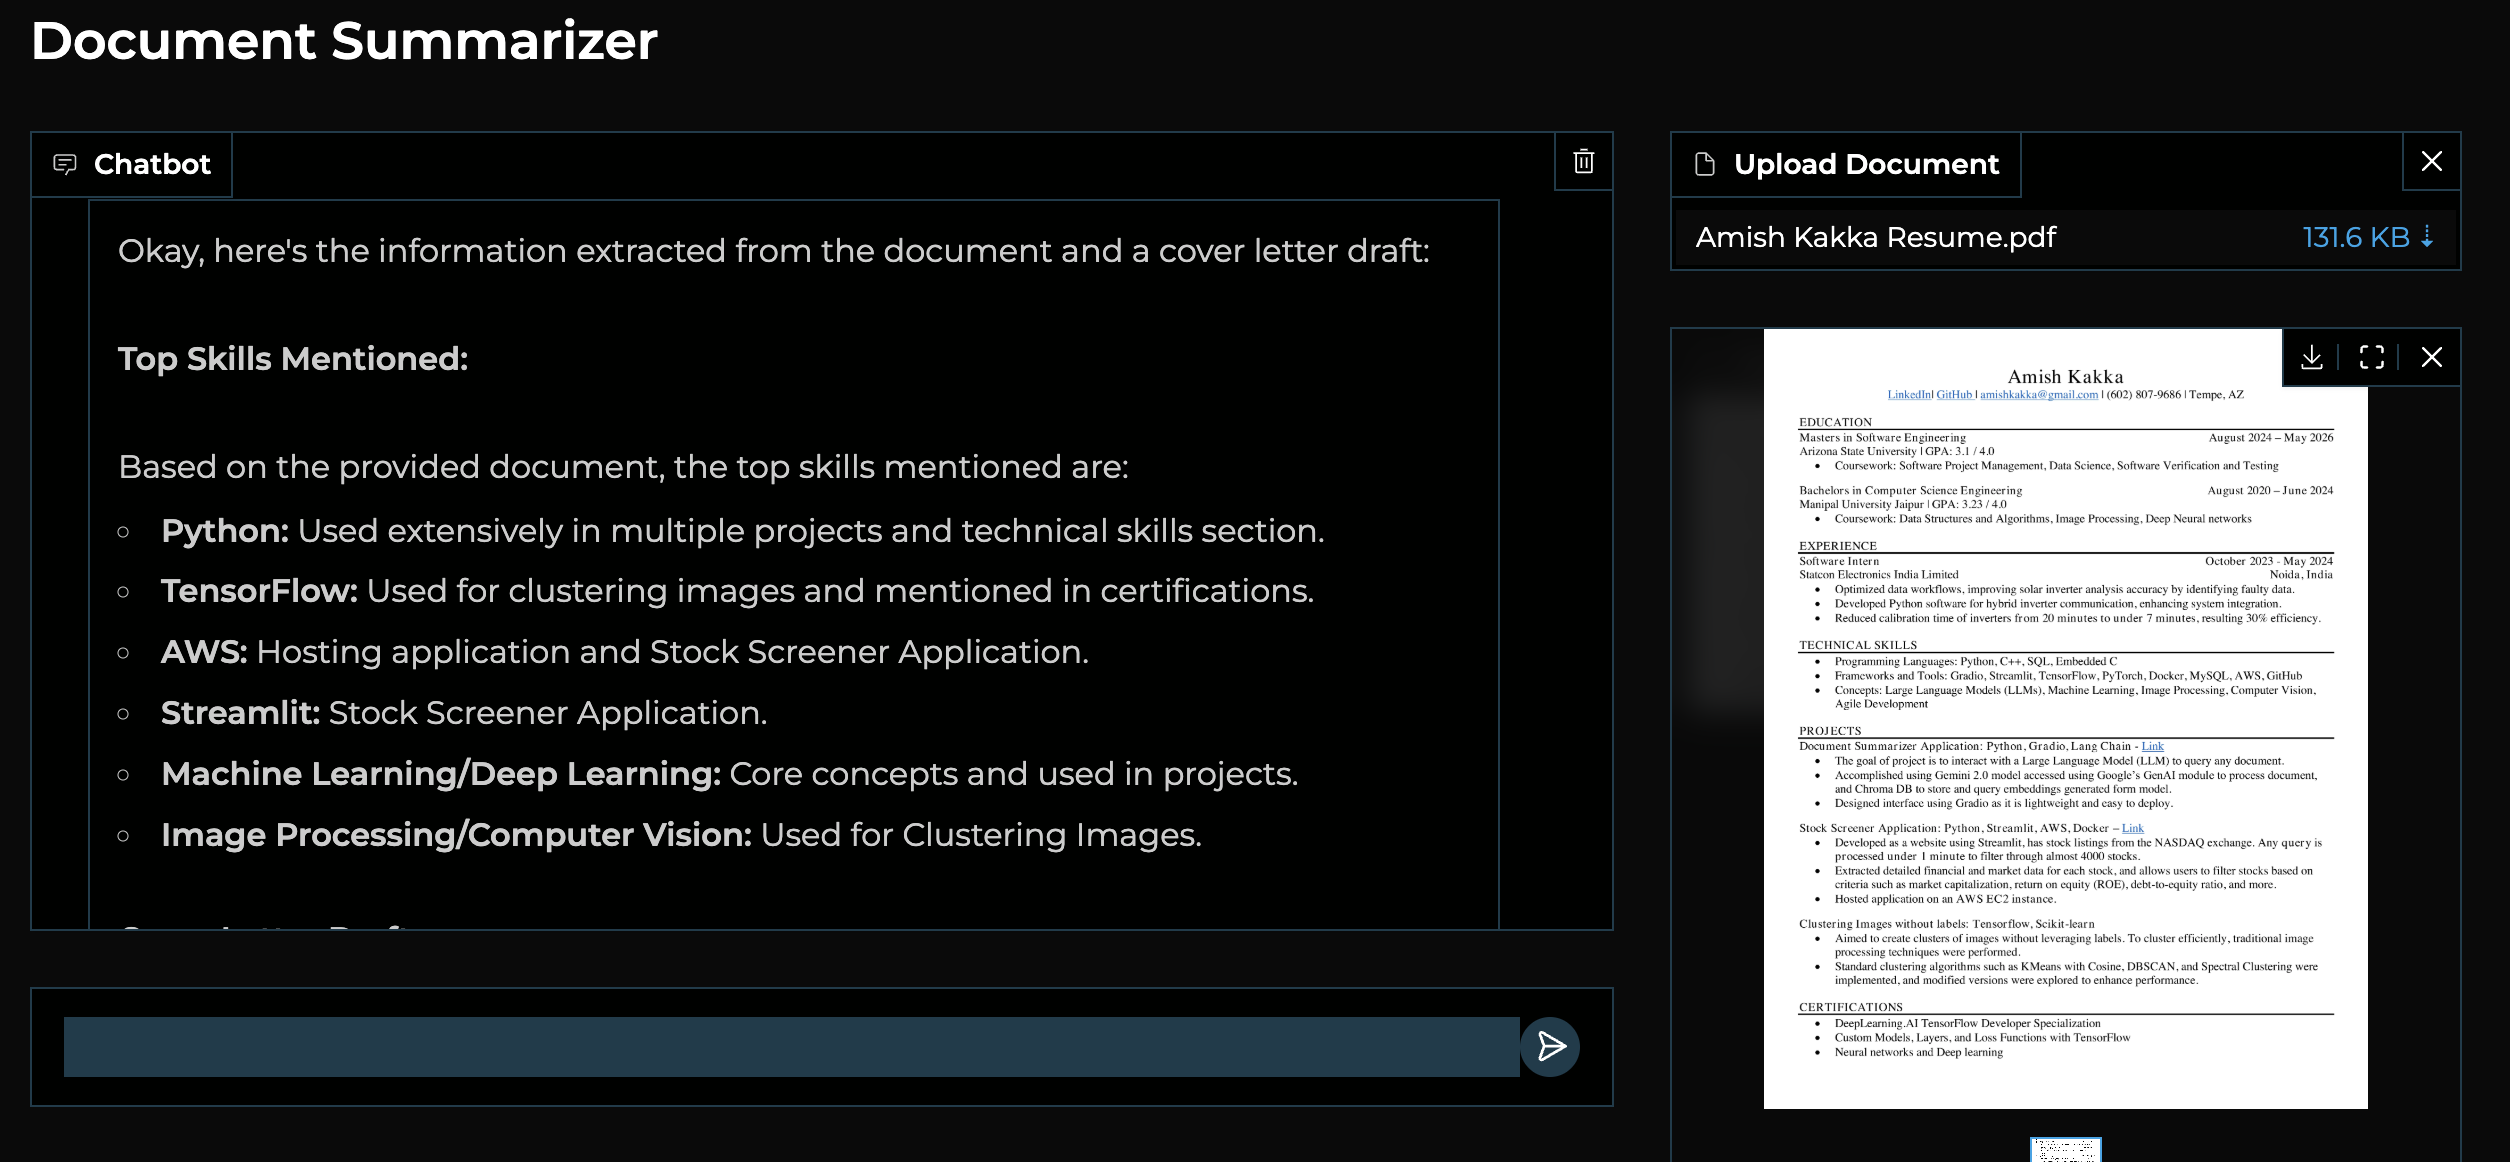 Document Summarizer
Chatbot
Okay, here's the information extracted from the document and a cover letter draft:
Top Skills Mentioned:
Based on the provided document, the top skills mentioned are:
Python: Used extensively in multiple projects and technical skills section.
TensorFlow: Used for clustering images and mentioned in certifications.
AWS: Hosting application and Stock Screener Application.
Streamlit: Stock Screener Application.
Machine Learning/Deep Learning: Core concepts and used in projects.
Image Processing/Computer Vision: Used for Clustering Images.
Upload Document
Amish Kakka Resume.pdf 131.6 KB ⇣
Amish Kakka
LinkedIn| GitHub | amishkakka@gmail.com | (602) 807-9686 | Tempe, AZ
EDUCATION
Masters in Software Engineering August 2024 – May 2026
Arizona State University | GPA: 3.1 / 4.0
• Coursework: Software Project Management, Data Science, Software Verification and Testing
Bachelors in Computer Science Engineering August 2020 – June 2024
Manipal University Jaipur | GPA: 3.23 / 4.0
• Coursework: Data Structures and Algorithms, Image Processing, Deep Neural networks
EXPERIENCE
Software Intern October 2023 - May 2024
Statcon Electronics India Limited Noida, India
• Optimized data workflows, improving solar inverter analysis accuracy by identifying faulty data.
• Developed Python software for hybrid inverter communication, enhancing system integration.
• Reduced calibration time of inverters from 20 minutes to under 7 minutes, resulting 30% efficiency.
TECHNICAL SKILLS
• Programming Languages: Python, C++, SQL, Embedded C
• Frameworks and Tools: Gradio, Streamlit, TensorFlow, PyTorch, Docker, MySQL, AWS, GitHub
• Concepts: Large Language Models (LLMs), Machine Learning, Image Processing, Computer Vision,
Agile Development
PROJECTS
Document Summarizer Application: Python, Gradio, Lang Chain - Link
• The goal of project is to interact with a Large Language Model (LLM) to query any document.
• Accomplished using Gemini 2.0 model accessed using Google's GenAI module to process document,
and Chroma DB to store and query embeddings generated form model.
• Designed interface using Gradio as it is lightweight and easy to deploy.
Stock Screener Application: Python, Streamlit, AWS, Docker – Link
• Developed as a website using Streamlit, has stock listings from the NASDAQ exchange. Any query is
processed under 1 minute to filter through almost 4000 stocks.
• Extracted detailed financial and market data for each stock, and allows users to filter stocks based on
criteria such as market capitalization, return on equity (ROE), debt-to-equity ratio, and more.
• Hosted application on an AWS EC2 instance.
Clustering Images without labels: Tensorflow, Scikit-learn
• Aimed to create clusters of images without leveraging labels. To cluster efficiently, traditional image
processing techniques were performed.
• Standard clustering algorithms such as KMeans with Cosine, DBSCAN, and Spectral Clustering were
implemented, and modified versions were explored to enhance performance.
CERTIFICATIONS
• DeepLearning.AI TensorFlow Developer Specialization
• Custom Models, Layers, and Loss Functions with TensorFlow
• Neural networks and Deep learning